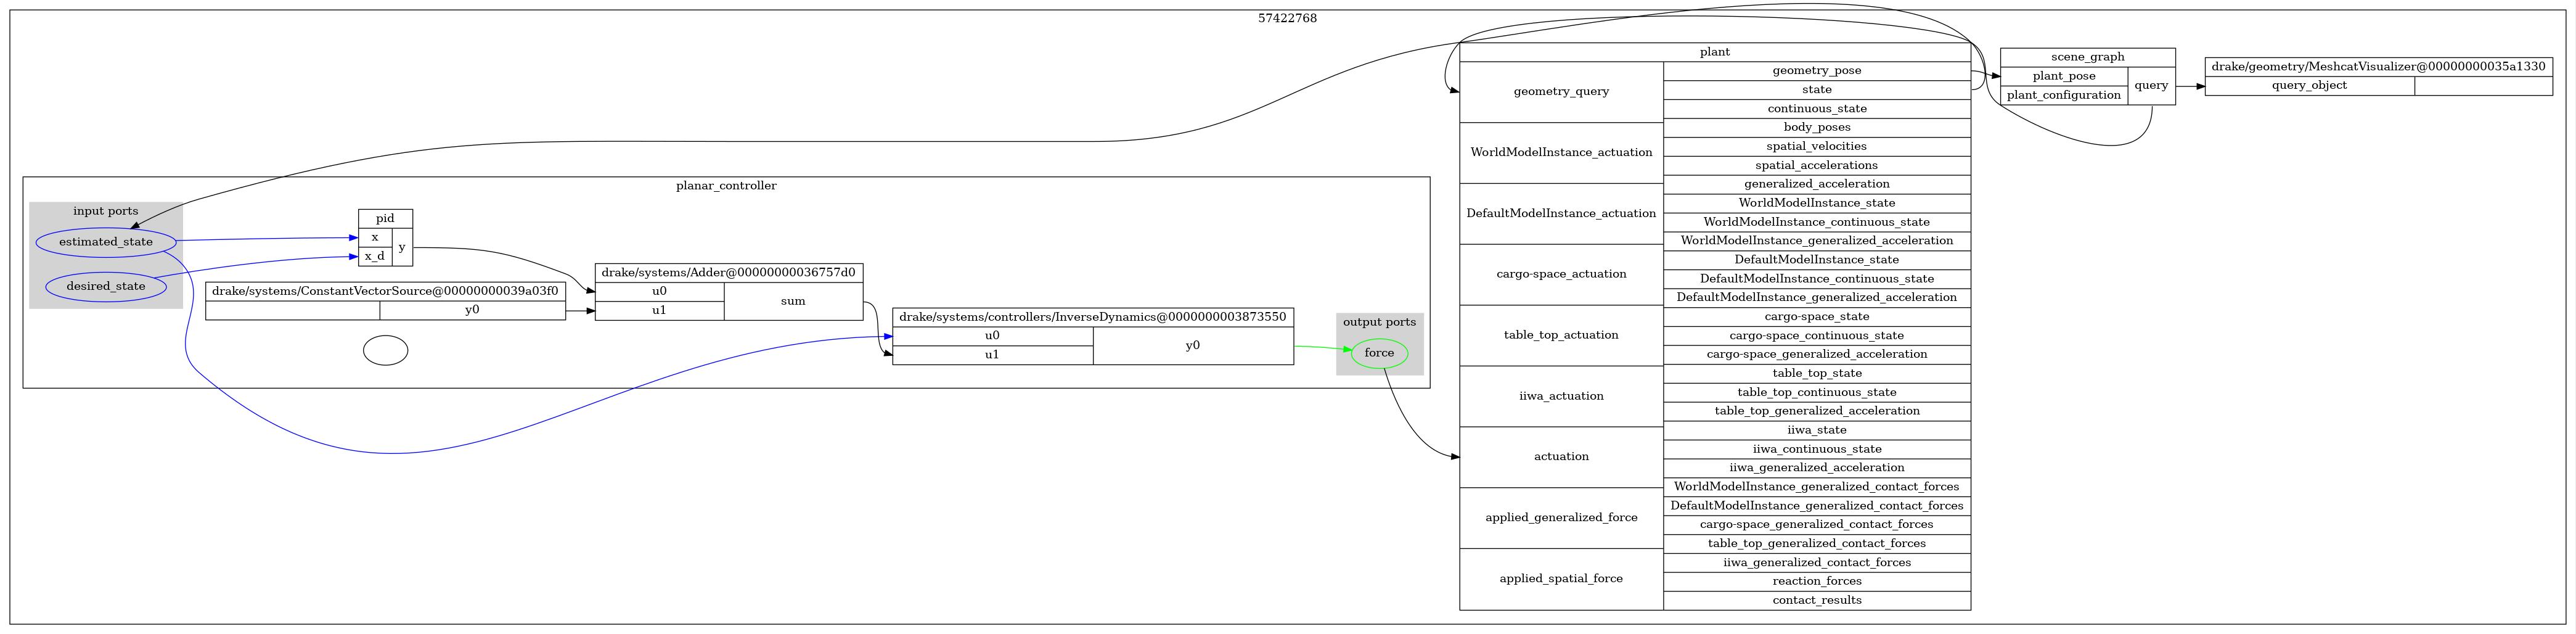 57422768
planar_controller
input ports
estimated_state
desired_state
pid
x
x_d
y
drake/systems/ConstantVectorSource@00000000039a03f0
y0
drake/systems/Adder@00000000036757d0
u0
u1
sum
drake/systems/controllers/InverseDynamics@0000000003873550
u0
u1
y0
output ports
force
plant
geometry_query
WorldModelInstance_actuation
DefaultModelInstance_actuation
cargo-space_actuation
table_top_actuation
iiwa_actuation
actuation
applied_generalized_force
applied_spatial_force
geometry_pose
state
continuous_state
body_poses
spatial_velocities
spatial_accelerations
generalized_acceleration
WorldModelInstance_state
WorldModelInstance_continuous_state
WorldModelInstance_generalized_acceleration
DefaultModelInstance_state
DefaultModelInstance_continuous_state
DefaultModelInstance_generalized_acceleration
cargo-space_state
cargo-space_continuous_state
cargo-space_generalized_acceleration
table_top_state
table_top_continuous_state
table_top_generalized_acceleration
iiwa_state
iiwa_continuous_state
iiwa_generalized_acceleration
WorldModelInstance_generalized_contact_forces
DefaultModelInstance_generalized_contact_forces
cargo-space_generalized_contact_forces
table_top_generalized_contact_forces
iiwa_generalized_contact_forces
reaction_forces
contact_results
scene_graph
plant_pose
plant_configuration
query
drake/geometry/MeshcatVisualizer@00000000035a1330
query_object